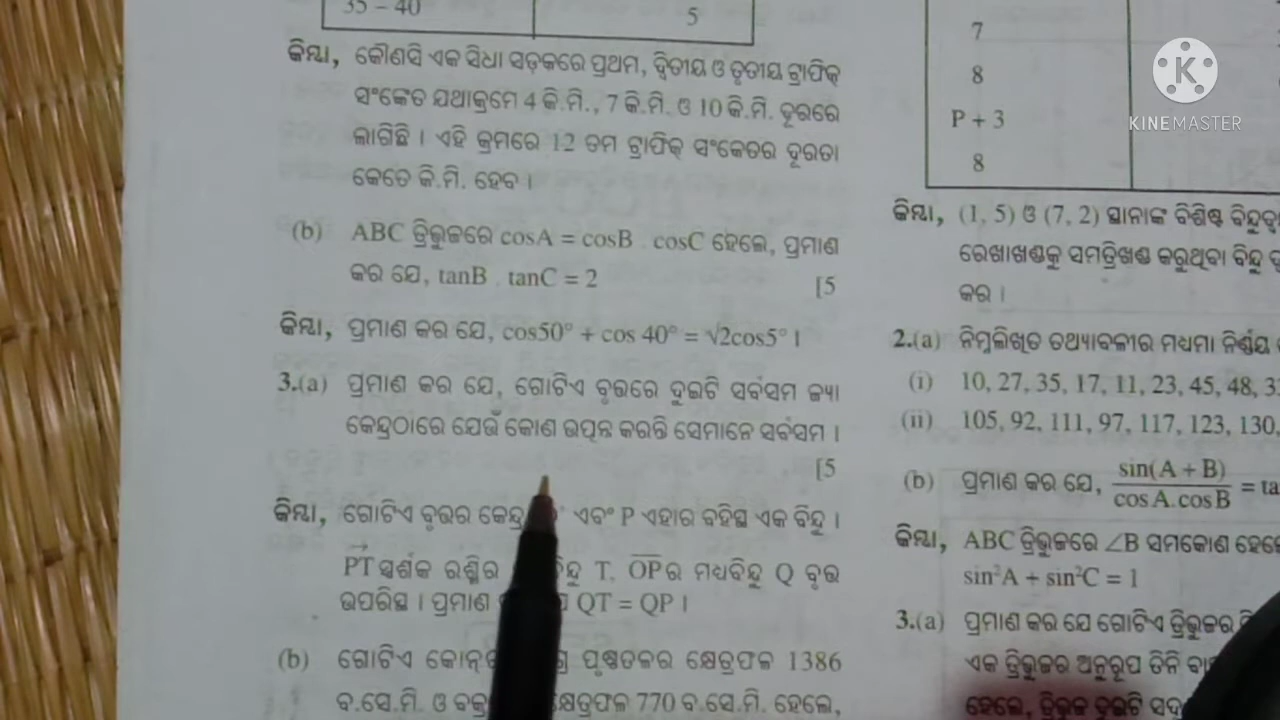 35 – 40
5
କିମ୍ବା, କୌଣସି ଏକ ସିଧା ସଡ଼କରେ ପ୍ରଥମ, ଦ୍ୱିତୀୟ ଓ ତୃତୀୟ ଟ୍ରାଫିକ୍
ସଂକେତ ଯଥାକ୍ରମେ 4 କି.ମି., 7 କି.ମି. ଓ 10 କି.ମି. ଦୂରରେ
ଲାଗିଛି । ଏହି କ୍ରମରେ 12 ତମ ଟ୍ରାଫିକ୍ ସଂକେତର ଦୂରତା
କେତେ କି.ମି. ହେବ ।
(b) ABC ତ୍ରିଭୁଜରେ cosA = cosB . cosC ହେଲେ, ପ୍ରମାଣ
କର ଯେ, tanB . tanC = 2 [5
କିମ୍ବା, ପ୍ରମାଣ କର ଯେ, cos50° + cos 40° = √2cos5° ।
3.(a) ପ୍ରମାଣ କର ଯେ, ଗୋଟିଏ ବୃତ୍ତରେ ଦୁଇଟି ସର୍ବସମ ଜ୍ୟା
କେନ୍ଦ୍ରଠାରେ ଯେଉଁ କୋଣ ଉତ୍ପନ୍ନ କରନ୍ତି ସେମାନେ ସର୍ବସମ ।
[5
କିମ୍ବା, ଗୋଟିଏ ବୃତ୍ତର କେନ୍ଦ୍ର ଏବଂ P ଏହାର ବହିସ୍ଥ ଏକ ବିନ୍ଦୁ ।
PT ସ୍ପର୍ଶକ ରଶ୍ମିର T, OP ର ମଧ୍ୟବିନ୍ଦୁ Q ବୃତ୍ତ
ଉପରିସ୍ଥ । ପ୍ରମାଣ QT = QP ।
(b) ଗୋଟିଏ ପୃଷ୍ଠତଳର କ୍ଷେତ୍ରଫଳ 1386
ବ.ସେ.ମି. ଓ କ୍ଷେତ୍ରଫଳ 770 ବ.ସେ.ମି. ହେଲେ,
7
8
P + 3
8
କିମ୍ବା, (1, 5) ଓ (7, 2) ସ୍ଥାନାଙ୍କ ବିଶିଷ୍ଟ
ରେଖାଖଣ୍ଡକୁ ସମତ୍ରିଖଣ୍ଡ କରୁଥିବା ବିନ୍ଦୁ
କର ।
2.(a) ନିମ୍ନଲିଖିତ ତଥ୍ୟାବଳୀର ମଧ୍ୟମା ନିର୍ଣ୍ଣୟ
(i) 10, 27, 35, 17, 11, 23, 45, 48,
(ii) 105, 92, 111, 97, 117, 123, 130,
(b) ପ୍ରମାଣ କର ଯେ, sin(A + B) / cosA.cosB =
କିମ୍ବା, ABC ତ୍ରିଭୁଜରେ ∠B ସମକୋଣ
sin²A + sin²C = 1
3.(a) ପ୍ରମାଣ କର ଯେ ଗୋଟିଏ ତ୍ରିଭୁଜର
ଏକ ତ୍ରିଭୁଜର ଅନୁରୂପ ତିନି
ହେଲେ, ତ୍ରିଭୁଜ ଦୁଇଟି
KINEMASTER